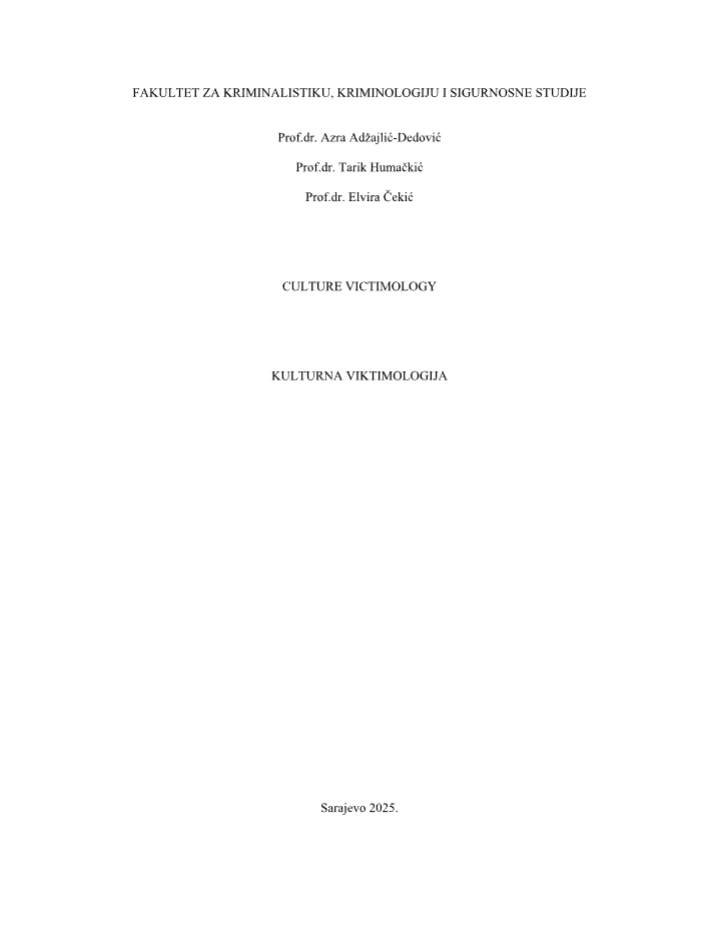 FAKULTET ZA KRIMINALISTIKU, KRIMINOLOGIJU I SIGURNOSNE STUDIJE
Prof.dr. Azra Adžajlić-Dedović
Prof.dr. Tarik Humačkić
Prof.dr. Elvira Čekić
CULTURE VICTIMOLOGY
KULTURNA VIKTIMOLOGIJA
Sarajevo 2025.